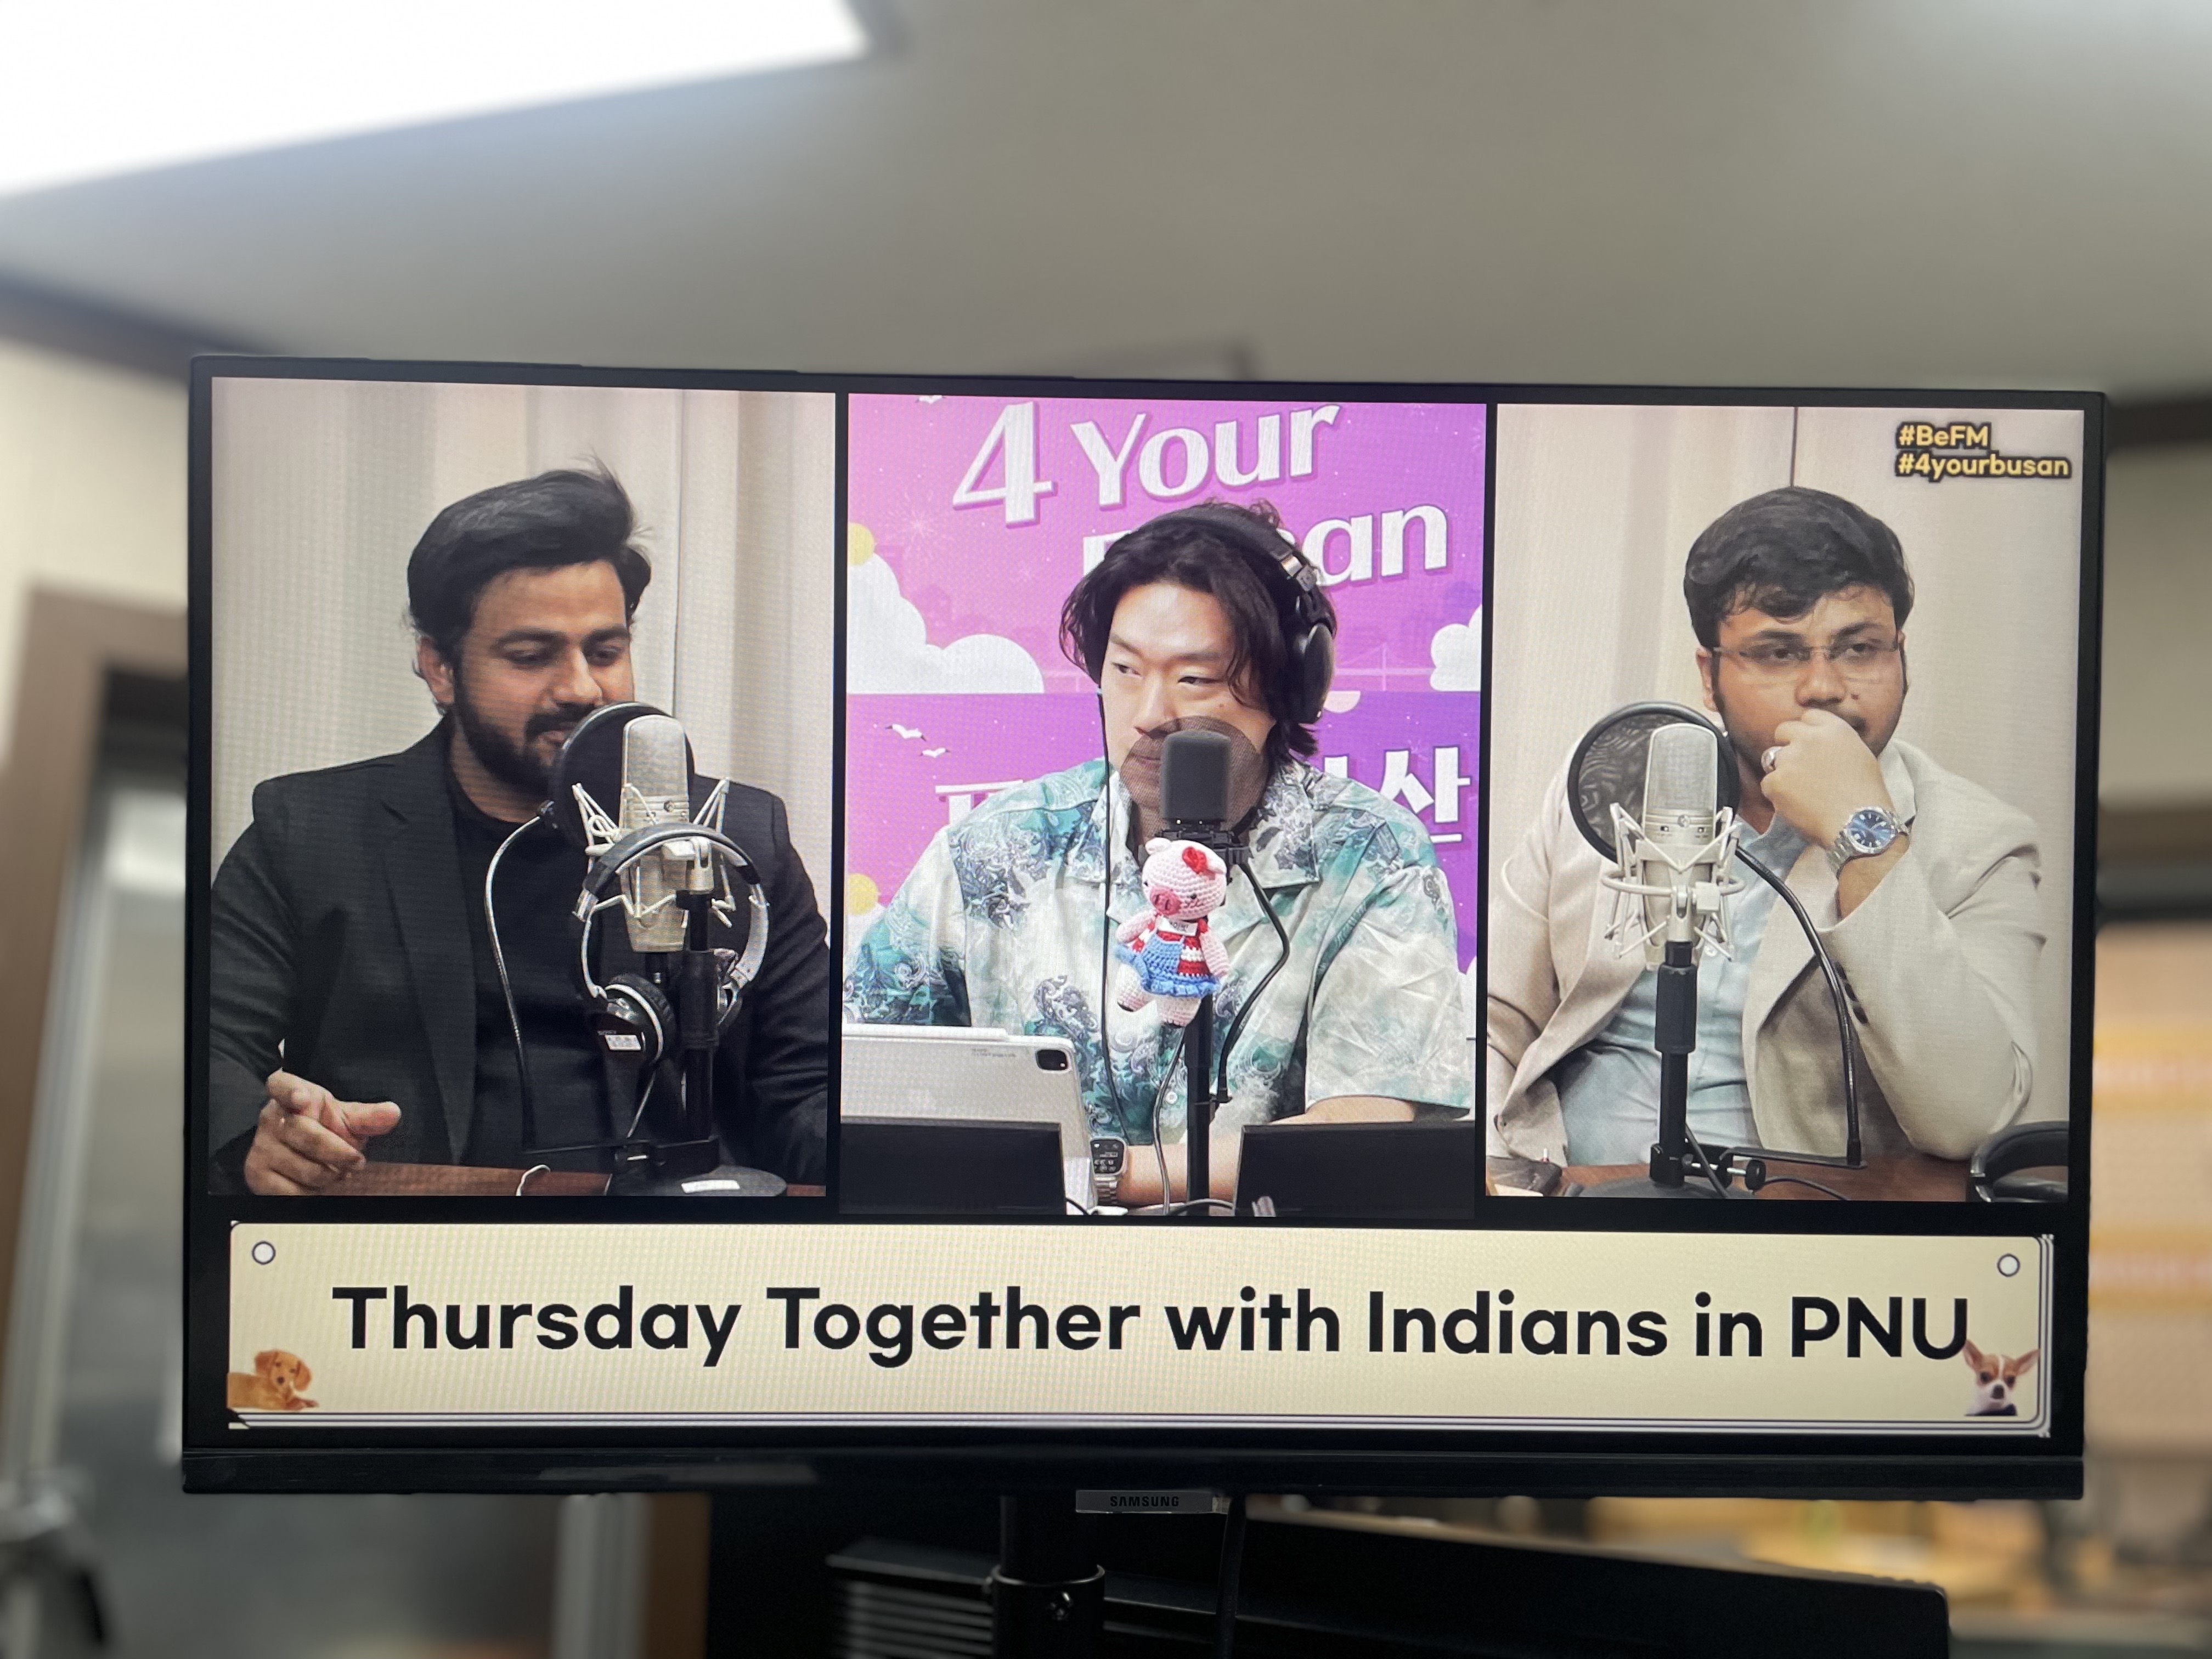 4 Your
#BeFM
#4yourbusan
Thursday Together with Indians in PNU
SAMSUNG